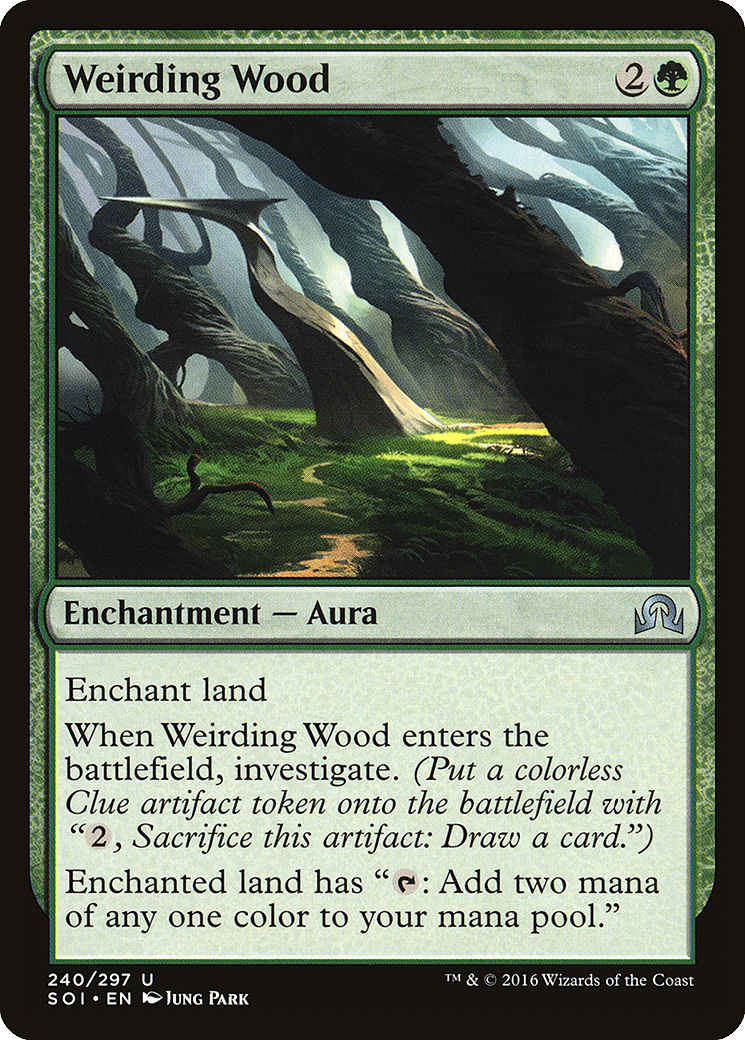 Weirding Wood 2
Enchantment — Aura
Enchant land
When Weirding Wood enters the
battlefield, investigate. (Put a colorless
Clue artifact token onto the battlefield with
“2, Sacrifice this artifact: Draw a card.”)
Enchanted land has “: Add two mana
of any one color to your mana pool.”
240/297 U
SOI • EN Jung Park
™ & © 2016 Wizards of the Coast